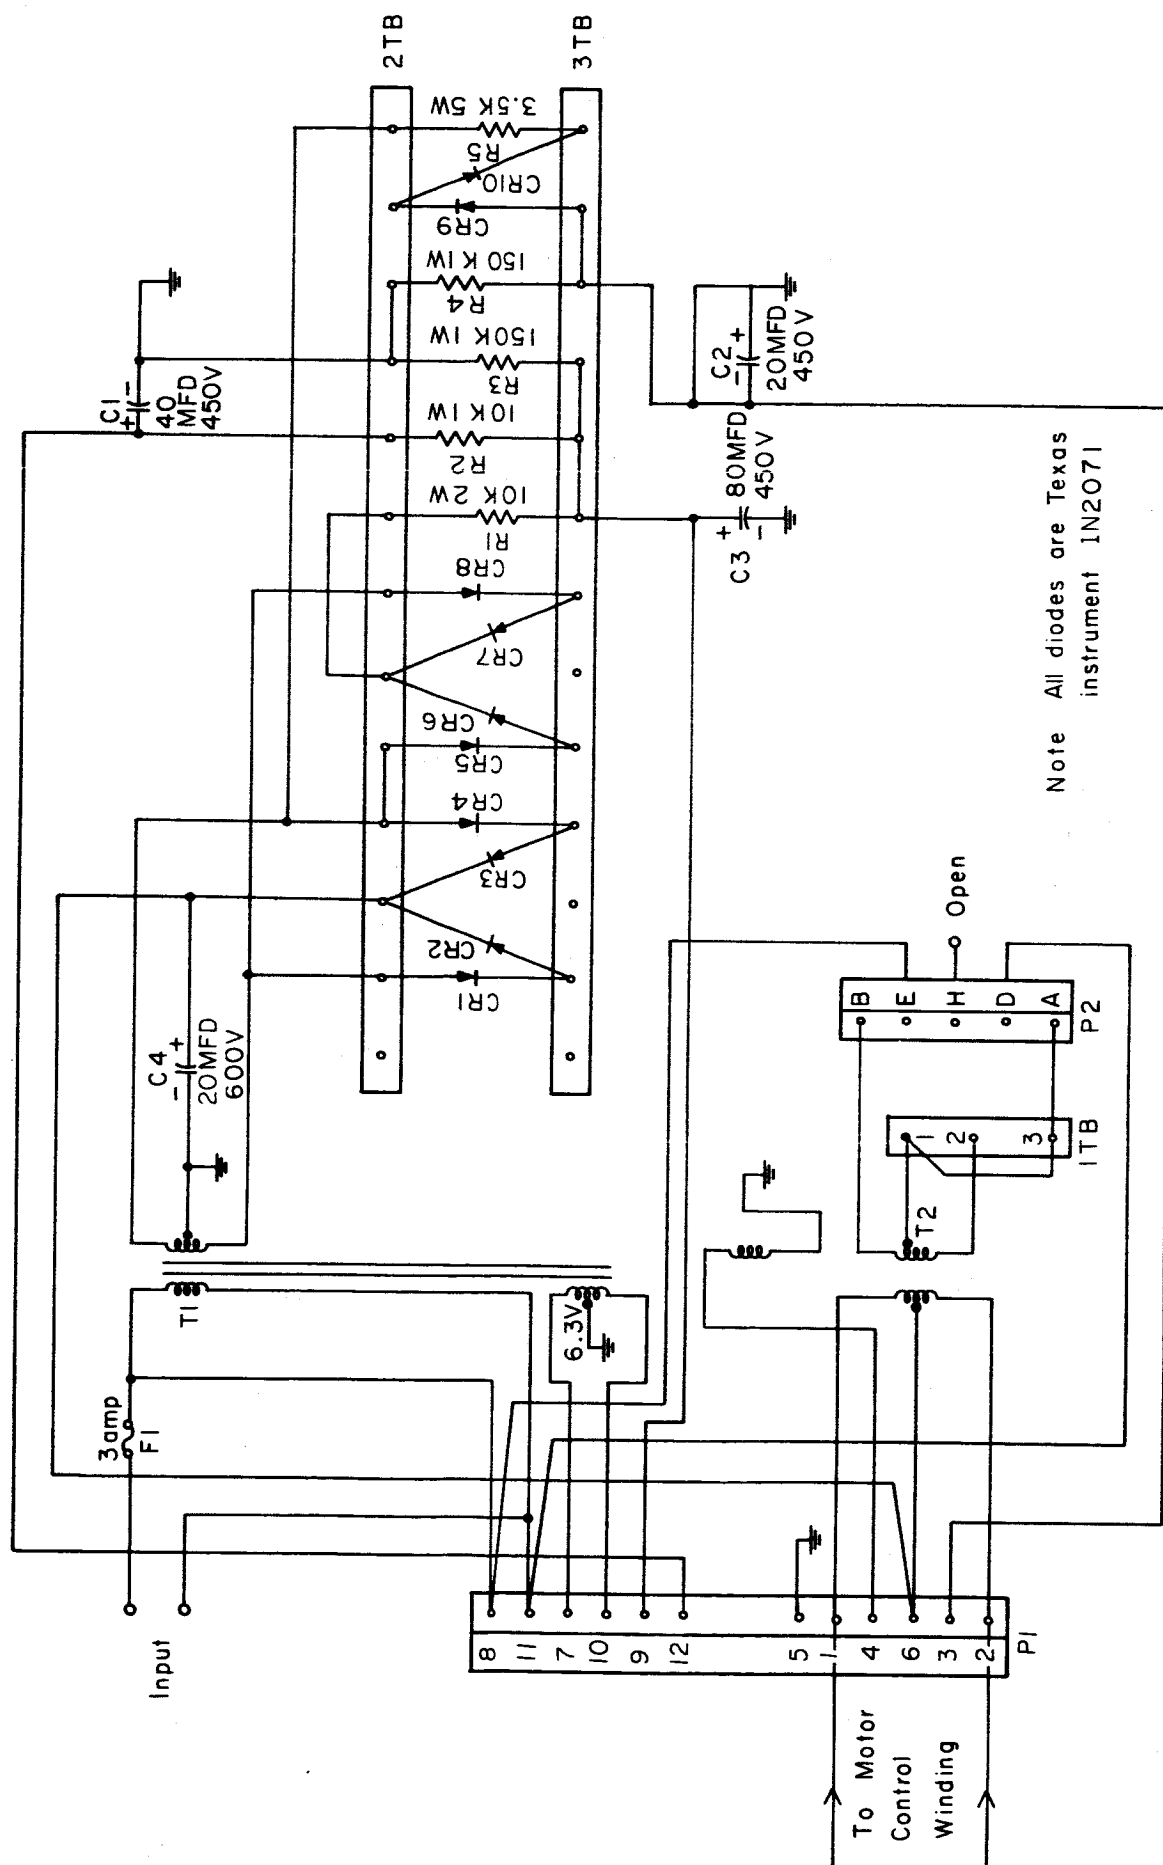 Input
3 amp
F1
T1
6.3V
C4
- +
20MFD
600V
C1
+ -
40
MFD
450V
2TB
3TB
CR1
CR2
CR3
CR4
CR5
CR6
CR7
CR8
R1
10K 2W
R2
10K 1W
R3
150K 1W
R4
150 K 1W
CR9
CR10
R5
3.5K 5W
C3
+ -
80MFD
450V
C2
- +
20MFD
450V
Note All diodes are Texas
instrument 1N2071
Open
B
E
H
D
A
P2
1
2
3
1TB
T2
8
11
7
10
9
12
5
1
4
6
3
2
P1
To Motor
Control
Winding